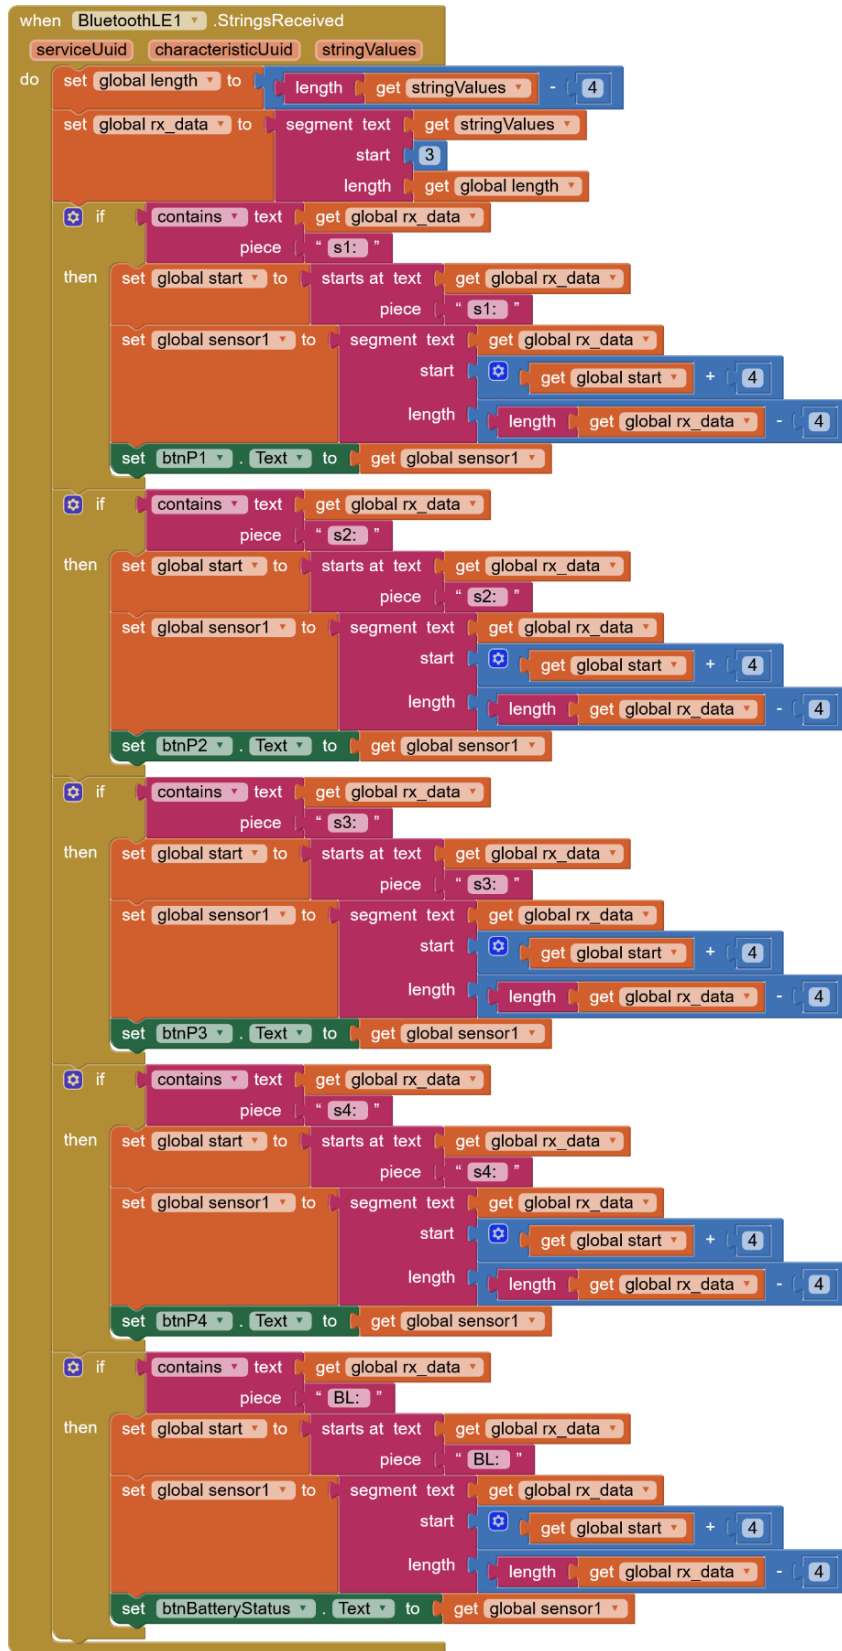 when BluetoothLE1 .StringsReceived
serviceUuid characteristicUuid stringValues
do set global length to length get stringValues - 4
set global rx_data to segment text get stringValues
start 3
length get global length
if contains text get global rx_data
piece “ s1: ”
then set global start to starts at text get global rx_data
piece “ s1: ”
set global sensor1 to segment text get global rx_data
start get global start + 4
length length get global rx_data - 4
set btnP1 . Text to get global sensor1
if contains text get global rx_data
piece “ s2: ”
then set global start to starts at text get global rx_data
piece “ s2: ”
set global sensor1 to segment text get global rx_data
start get global start + 4
length length get global rx_data - 4
set btnP2 . Text to get global sensor1
if contains text get global rx_data
piece “ s3: ”
then set global start to starts at text get global rx_data
piece “ s3: ”
set global sensor1 to segment text get global rx_data
start get global start + 4
length length get global rx_data - 4
set btnP3 . Text to get global sensor1
if contains text get global rx_data
piece “ s4: ”
then set global start to starts at text get global rx_data
piece “ s4: ”
set global sensor1 to segment text get global rx_data
start get global start + 4
length length get global rx_data - 4
set btnP4 . Text to get global sensor1
if contains text get global rx_data
piece “ BL: ”
then set global start to starts at text get global rx_data
piece “ BL: ”
set global sensor1 to segment text get global rx_data
start get global start + 4
length length get global rx_data - 4
set btnBatteryStatus . Text to get global sensor1